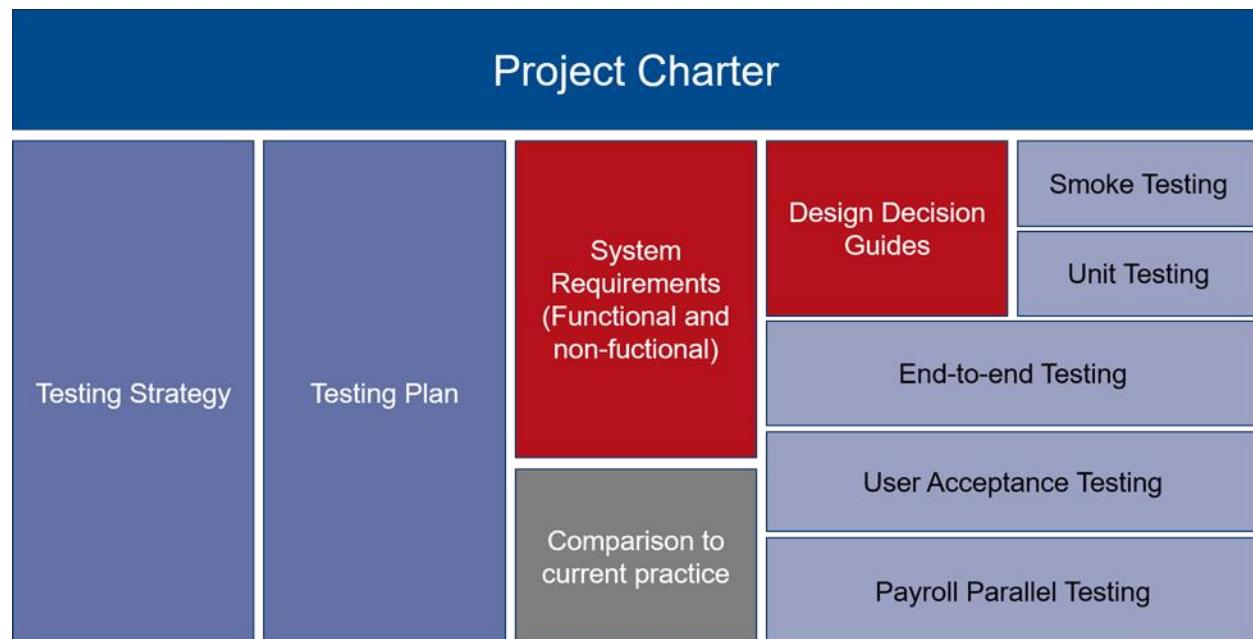 Project Charter
Testing Strategy
Testing Plan
System
Requirements
(Functional and
non-fuctional)
Comparison to
current practice
Design Decision
Guides
Smoke Testing
Unit Testing
End-to-end Testing
User Acceptance Testing
Payroll Parallel Testing